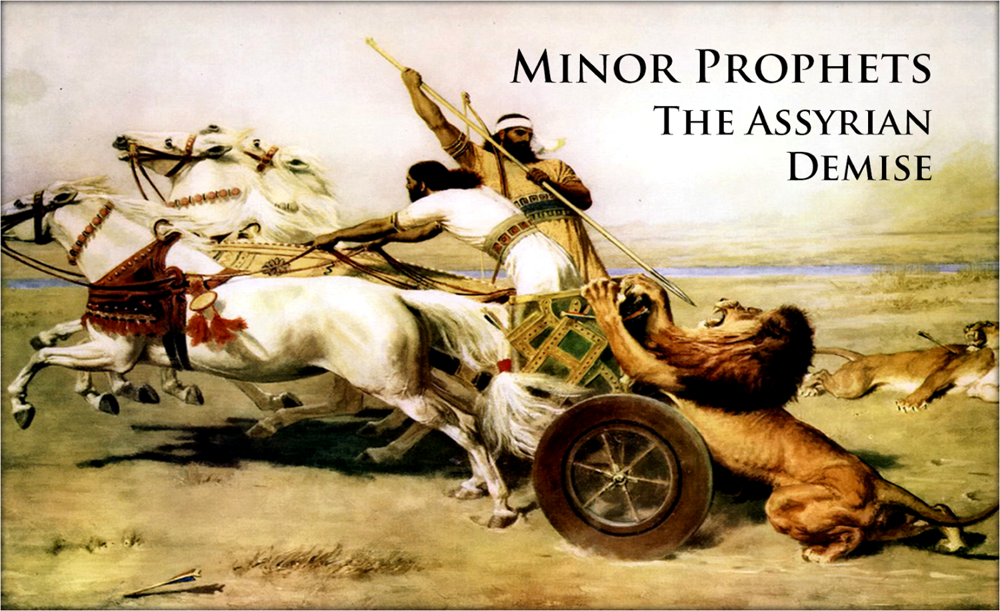 Minor Prophets
The Assyrian
Demise